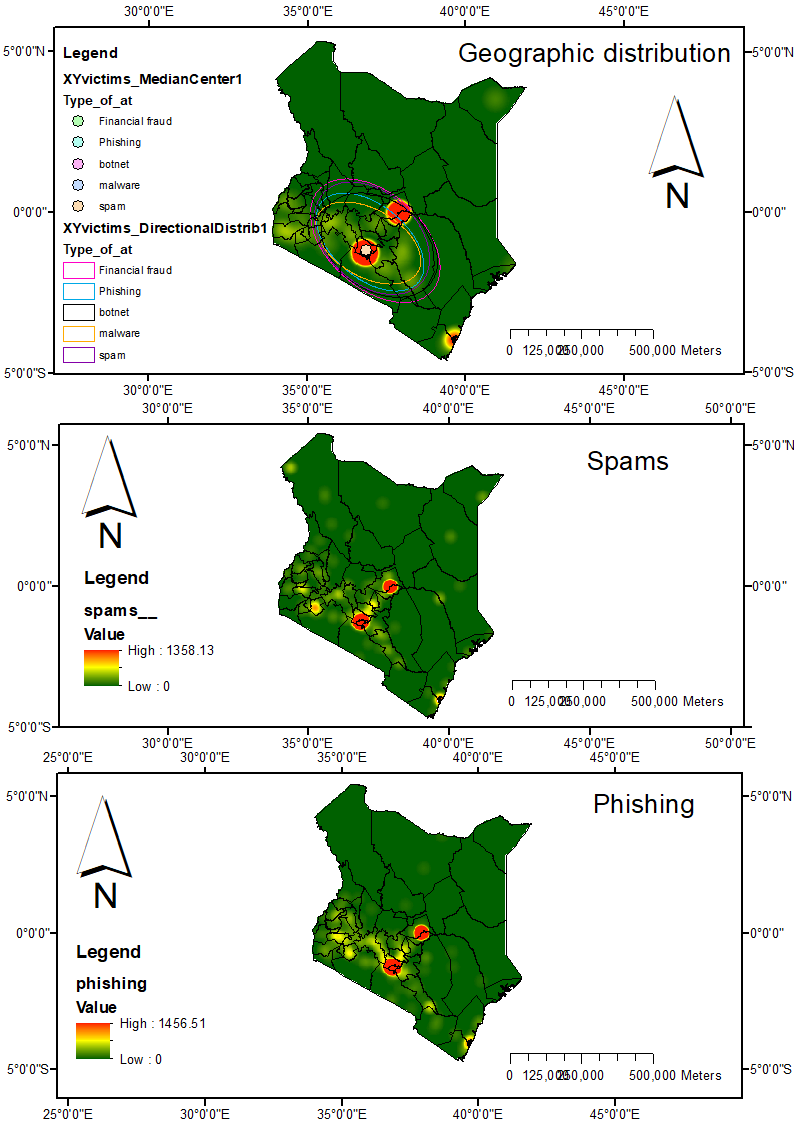 30°0'0"E 35°0'0"E 40°0'0"E 45°0'0"E
Geographic distribution
5°0'0"N 5°0'0"N
Legend
XYvictims_MedianCenter1
Type_of_at
Financial fraud
Phishing
botnet
malware
spam
N
0°0'0" 0°0'0"
XYvictims_DirectionalDistrib1
Type_of_at
Financial fraud
Phishing
botnet
malware
spam
0 125,000 250,000 500,000 Meters
5°0'0"S 5°0'0"S
30°0'0"E 35°0'0"E 40°0'0"E 45°0'0"E
30°0'0"E 35°0'0"E 40°0'0"E 45°0'0"E 50°0'0"E
Spams
5°0'0"N 5°0'0"N
N
Legend
0°0'0" 0°0'0"
spams__
Value
High : 1358.13
Low : 0
0 125,000 250,000 500,000 Meters
5°0'0"S 5°0'0"S
30°0'0"E 35°0'0"E 40°0'0"E 45°0'0"E 50°0'0"E
25°0'0"E 30°0'0"E 35°0'0"E 40°0'0"E 45°0'0"E
Phishing
5°0'0"N 5°0'0"N
N
0°0'0" 0°0'0"
Legend
phishing
Value
High : 1456.51
Low : 0
0 125,000 250,000 500,000 Meters
5°0'0"S 5°0'0"S
25°0'0"E 30°0'0"E 35°0'0"E 40°0'0"E 45°0'0"E